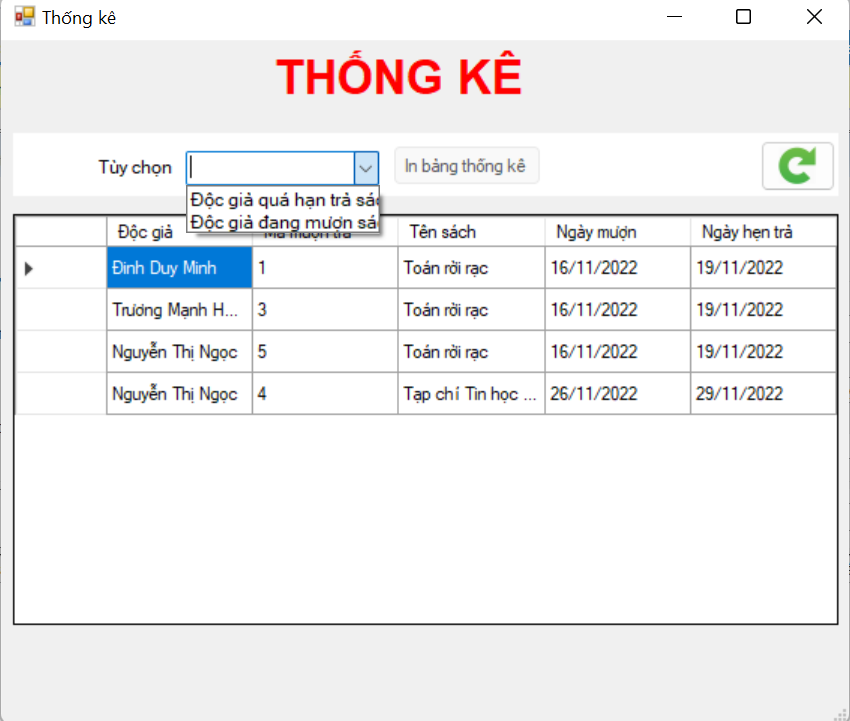 Thống kê
THỐNG KÊ
Tùy chọn In bảng thống kê
Độc giả quá hạn trả
Độc giả đang mượn
Độc giả Mã mượn trả Tên sách Ngày mượn Ngày hẹn trả
Đinh Duy Minh 1 Toán rời rạc 16/11/2022 19/11/2022
Trương Mạnh H... 3 Toán rời rạc 16/11/2022 19/11/2022
Nguyễn Thị Ngọc 5 Toán rời rạc 16/11/2022 19/11/2022
Nguyễn Thị Ngọc 4 Tạp chí Tin học ... 26/11/2022 29/11/2022